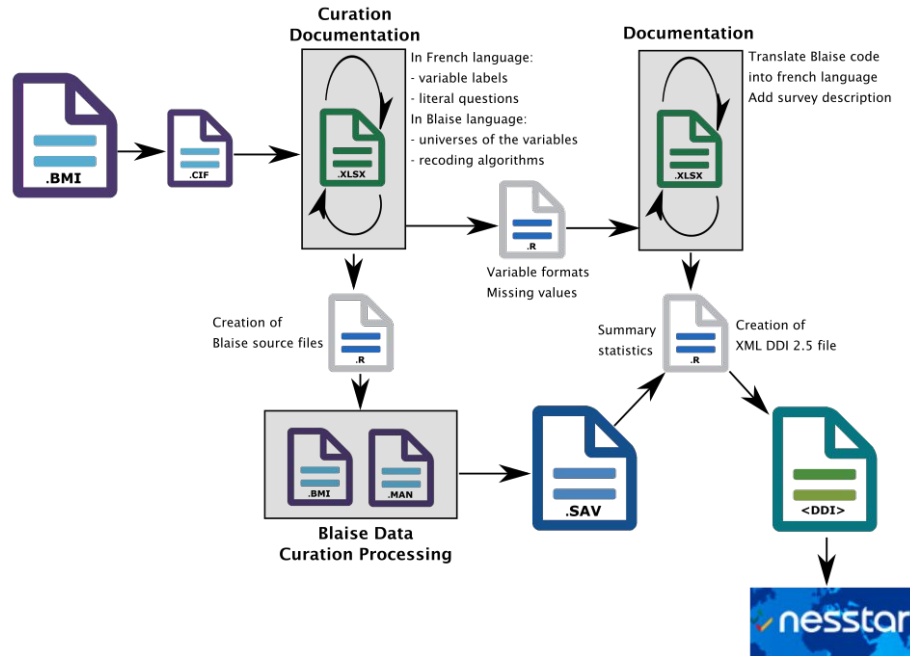 Curation
Documentation
Documentation
In French language:
- variable labels
- literal questions
In Blaise language:
- universes of the variables
- recoding algorithms
Translate Blaise code
into french language
Add survey description
.BMI
.CIF
.XLSX
.XLSX
.R
Variable formats
Missing values
Creation of
Blaise source files
.R
Summary
statistics
.R
Creation of
XML DDI 2.5 file
.BMI
.MAN
Blaise Data
Curation Processing
.SAV
<DDI>
nesstar